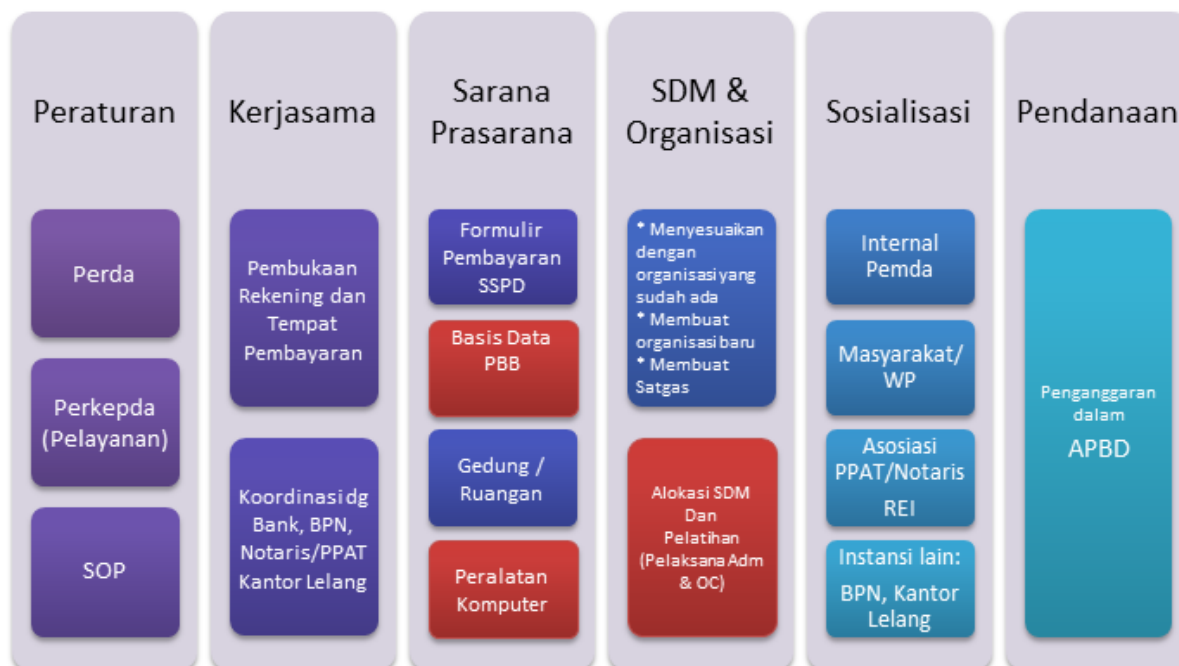 Peraturan
Perda
Perkepda
(Pelayanan)
SOP
Kerjasama
Pembukaan
Rekening dan
Tempat
Pembayaran
Koordinasi dg
Bank, BPN,
Notaris/PPAT
Kantor Lelang
Sarana
Prasarana
Formulir
Pembayaran
SSPD
Basis Data
PBB
Gedung /
Ruangan
Peralatan
Komputer
SDM &
Organisasi
* Menyesuaikan
dengan
organisasi yang
sudah ada
* Membuat
organisasi baru
* Membuat
Satgas
Alokasi SDM
Dan
Pelatihan
(Pelaksana Adm
& OC)
Sosialisasi
Internal
Pemda
Masyarakat/
WP
Asosiasi
PPAT/Notaris
REI
Instansi lain:
BPN, Kantor
Lelang
Pendanaan
Penganggaran
dalam
APBD